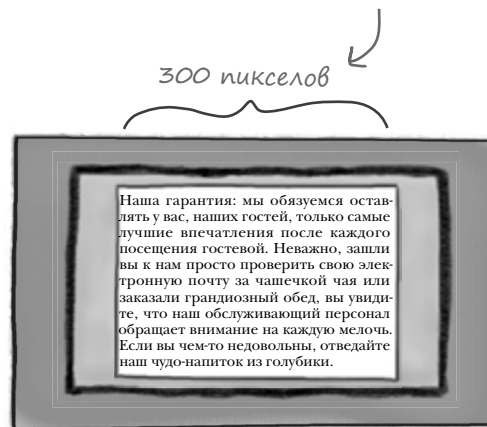 300 пикселов
Наша гарантия: мы обязуемся остав-
лять у вас, наших гостей, только самые
лучшие впечатления после каждого
посещения гостевой. Неважно, зашли
вы к нам просто проверить свою элек-
тронную почту за чашечкой чая или
заказали грандиозный обед, вы увиди-
те, что наш обслуживающий персонал
обращает внимание на каждую мелочь.
Если вы чем-то недовольны, отведайте
наш чудо-напиток из голубики.